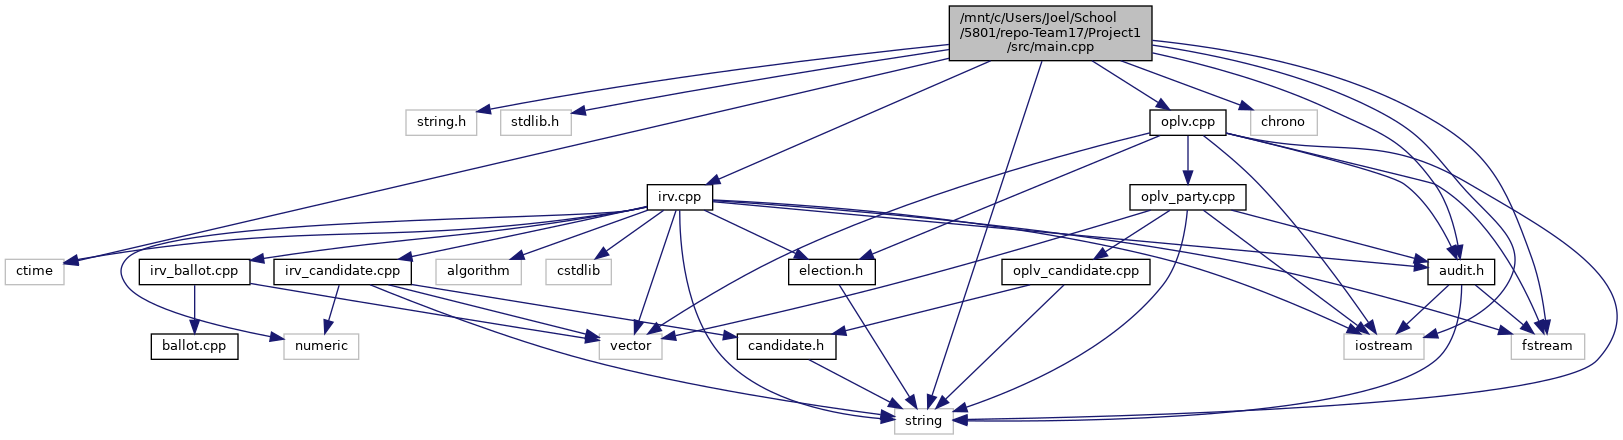 /mnt/c/Users/Joel/School
/5801/repo-Team17/Project1
/src/main.cpp
string.h
stdlib.h
oplv.cpp
chrono
irv.cpp
oplv_party.cpp
ctime
irv_ballot.cpp
irv_candidate.cpp
algorithm
cstdlib
election.h
oplv_candidate.cpp
audit.h
ballot.cpp
numeric
vector
candidate.h
iostream
fstream
string